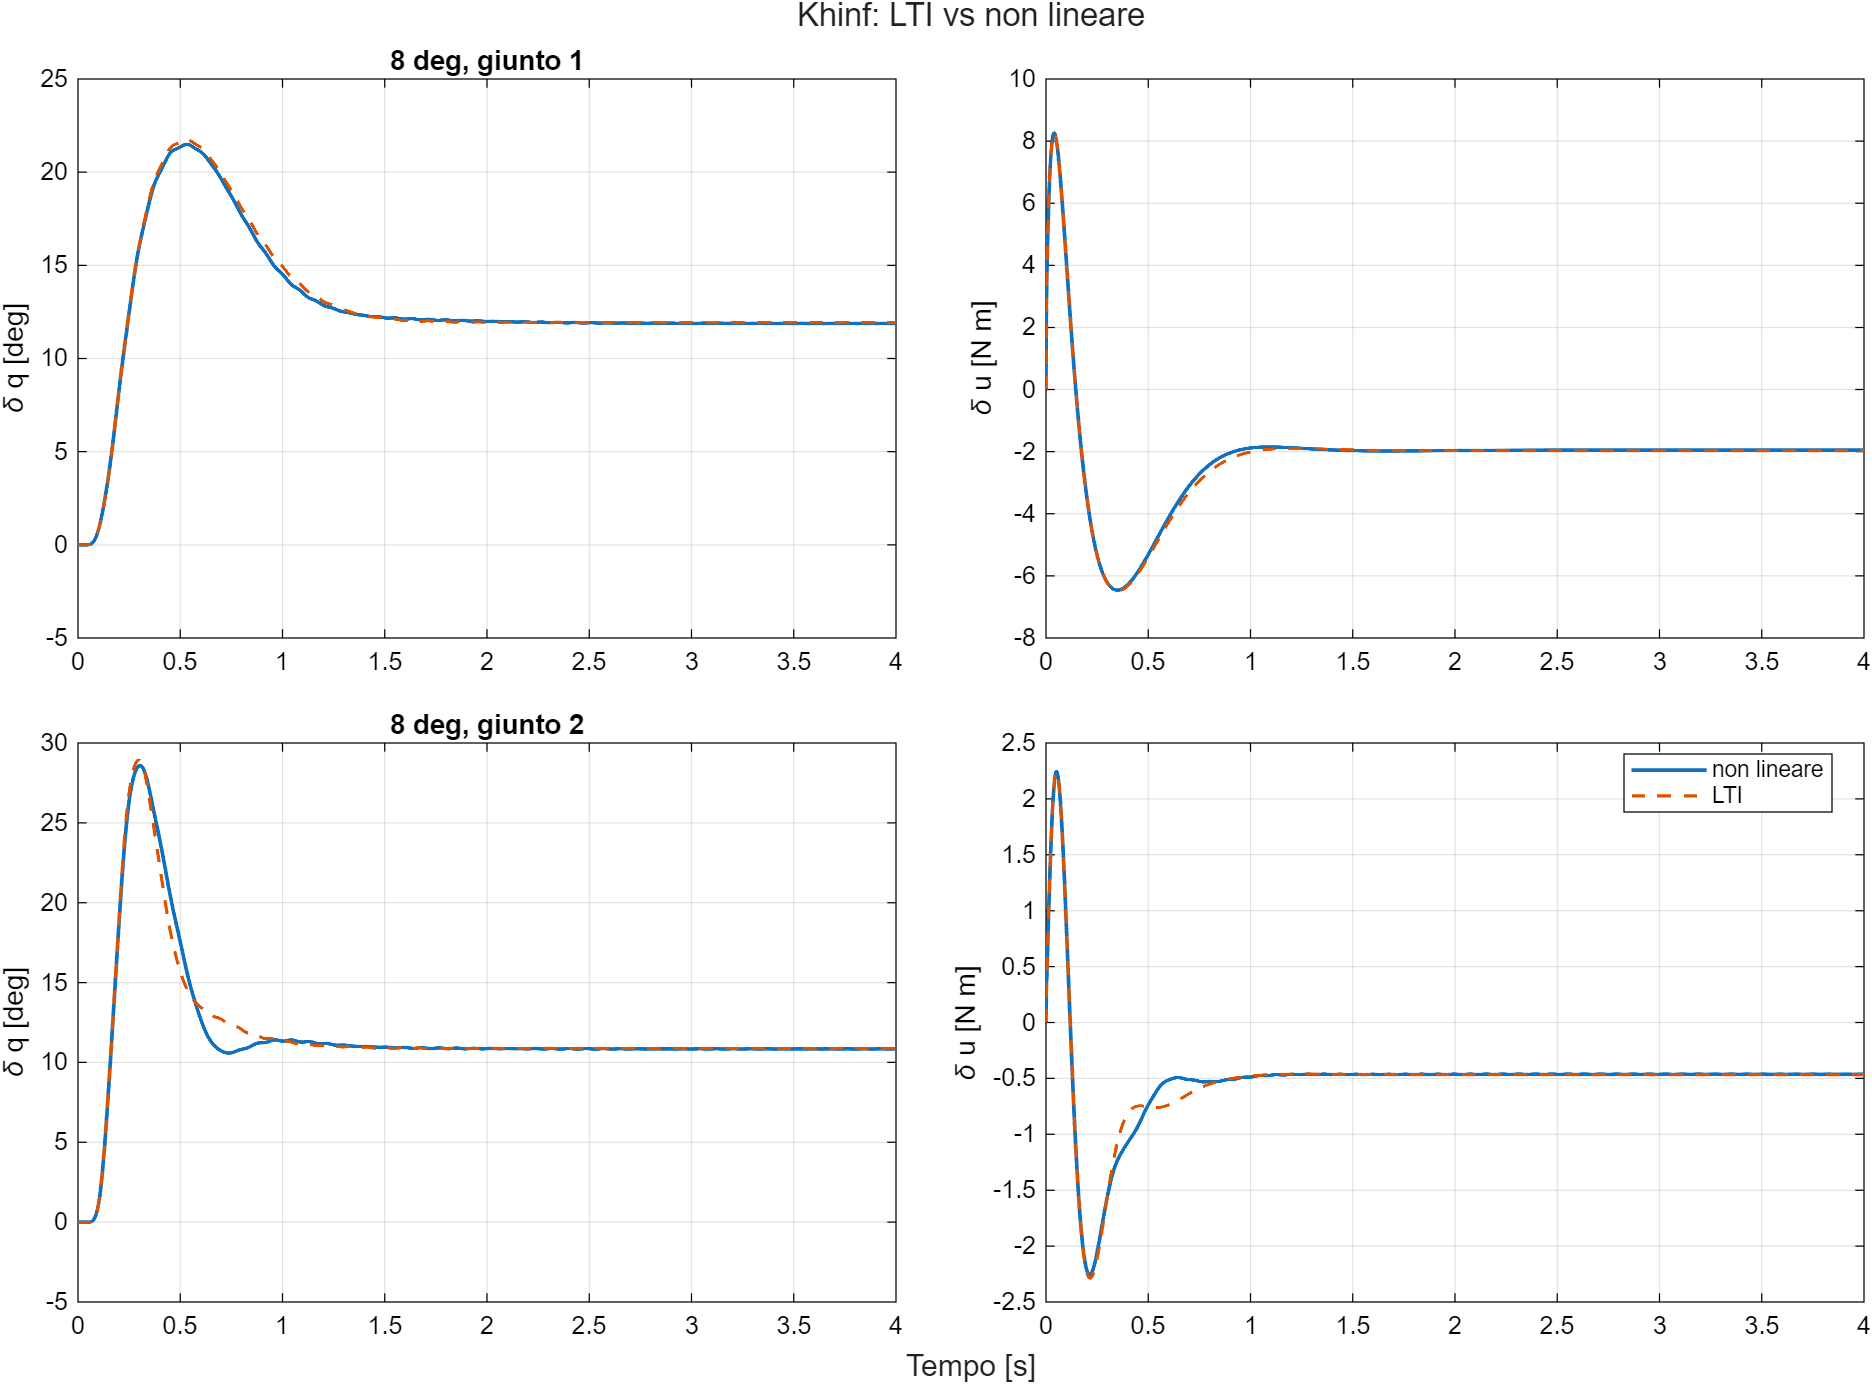 Khinf: LTI vs non lineare
8 deg, giunto 1
25
20
15
10
5
0
-5
δ q [deg]
0 0.5 1 1.5 2 2.5 3 3.5 4
10
8
6
4
2
0
-2
-4
-6
-8
δ u [N m]
0 0.5 1 1.5 2 2.5 3 3.5 4
8 deg, giunto 2
30
25
20
15
10
5
0
-5
δ q [deg]
0 0.5 1 1.5 2 2.5 3 3.5 4
2.5
2
1.5
1
0.5
0
-0.5
-1
-1.5
-2
-2.5
δ u [N m]
non lineare
LTI
0 0.5 1 1.5 2 2.5 3 3.5 4
Tempo [s]